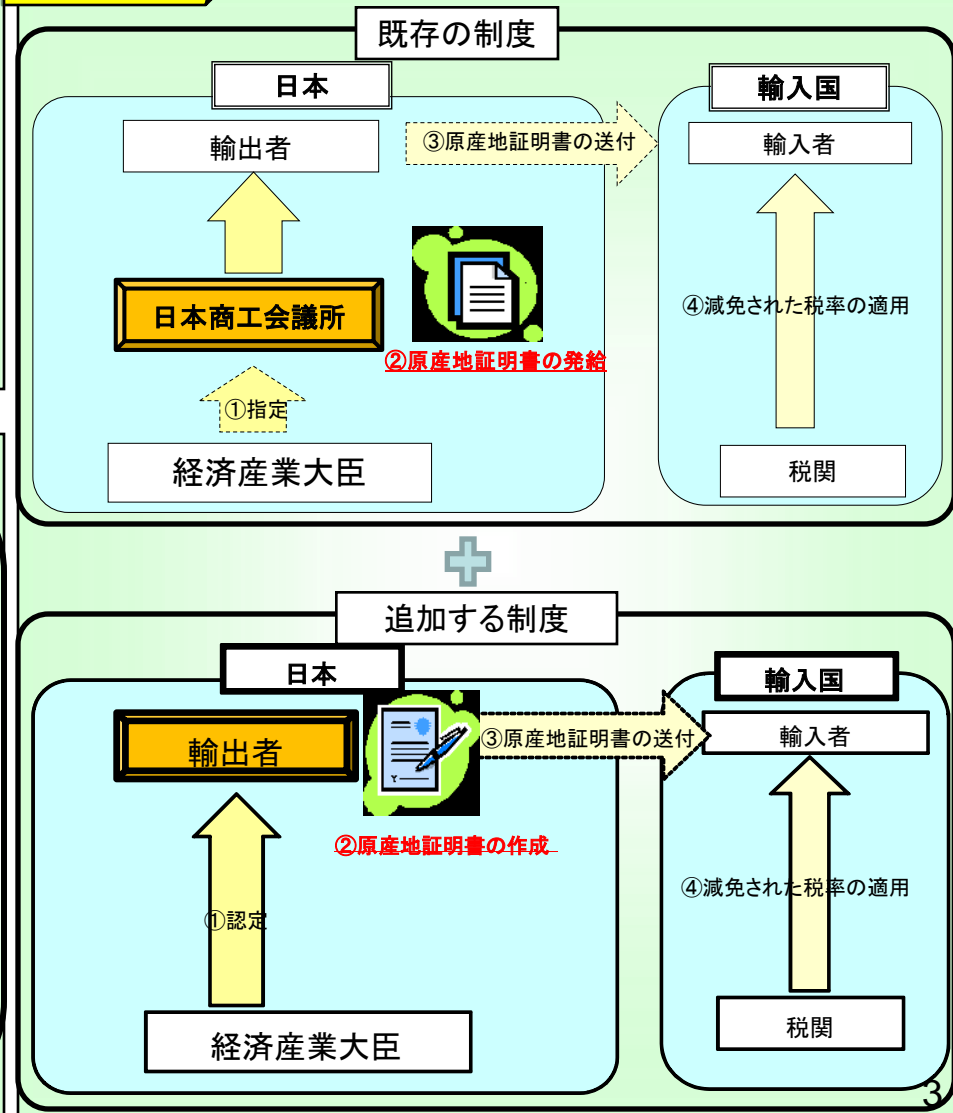 既存の制度
日本
輸入国
輸出者
③原産地証明書の送付
輸入者
日本商工会議所
②原産地証明書の発給
④減免された税率の適用
①指定
経済産業大臣
税関
追加する制度
日本
輸入国
輸出者
③原産地証明書の送付
輸入者
②原産地証明書の作成
④減免された税率の適用
①認定
経済産業大臣
税関
3